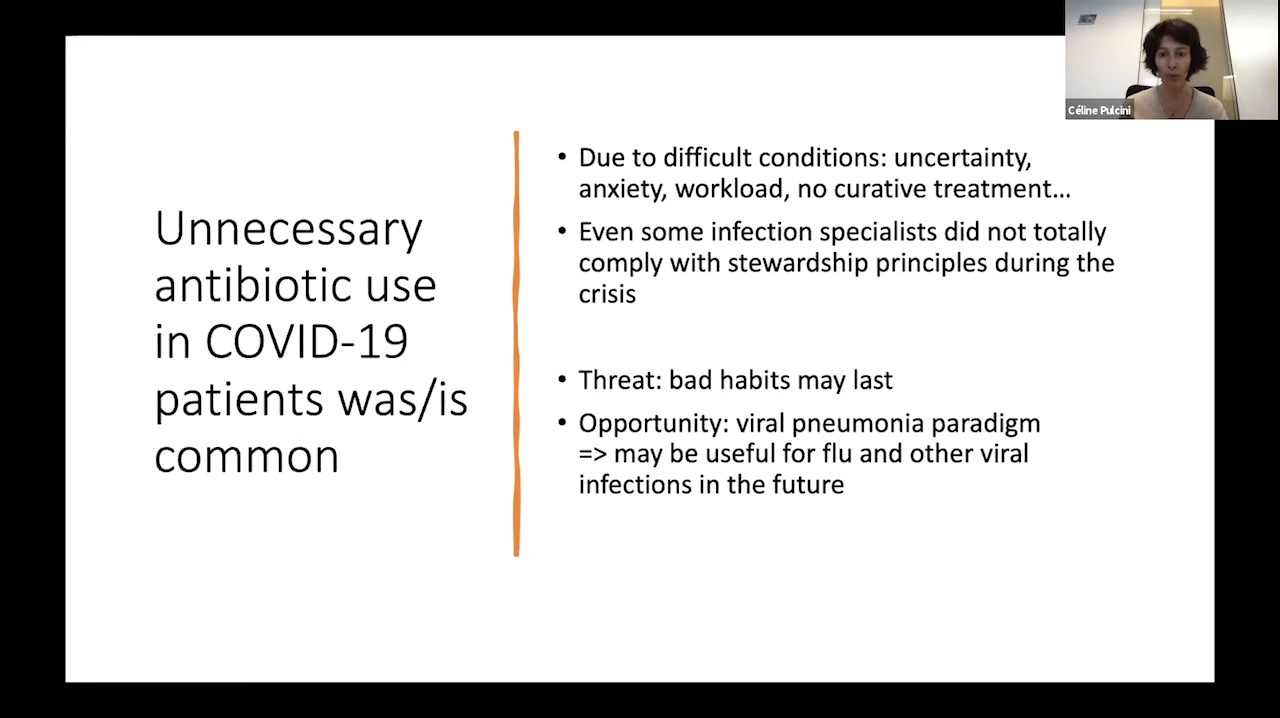 Céline Pulcini
Unnecessary
antibiotic use
in COVID-19
patients was/is
common
• Due to difficult conditions: uncertainty,
anxiety, workload, no curative treatment...
• Even some infection specialists did not totally
comply with stewardship principles during the
crisis
• Threat: bad habits may last
• Opportunity: viral pneumonia paradigm
=> may be useful for flu and other viral
infections in the future